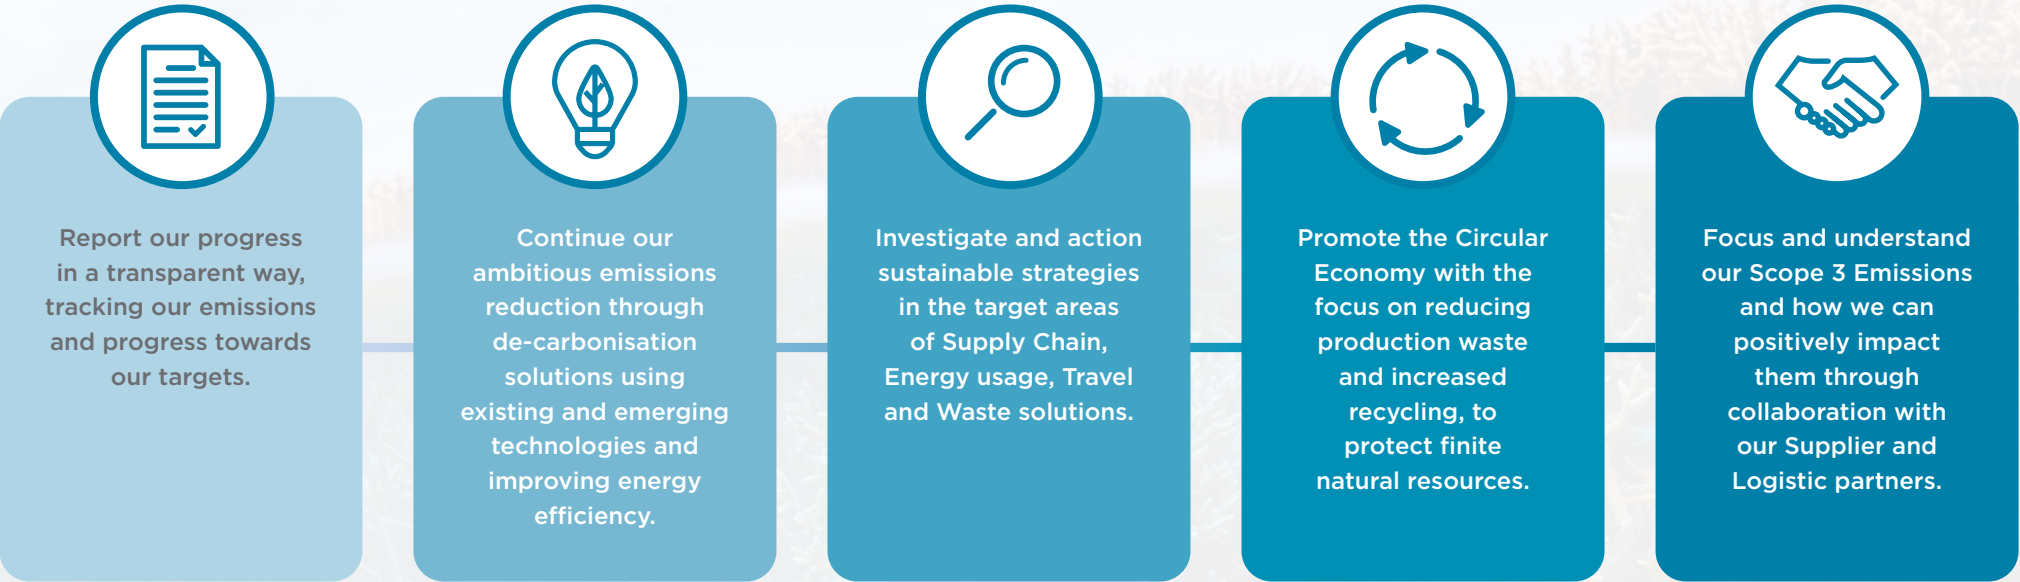 Report our progress
in a transparent way,
tracking our emissions
and progress towards
our targets.
Continue our
ambitious emissions
reduction through
de-carbonisation
solutions using
existing and emerging
technologies and
improving energy
efficiency.
Investigate and action
sustainable strategies
in the target areas
of Supply Chain,
Energy usage, Travel
and Waste solutions.
Promote the Circular
Economy with the
focus on reducing
production waste
and increased
recycling, to
protect finite
natural resources.
Focus and understand
our Scope 3 Emissions
and how we can
positively impact
them through
collaboration with
our Supplier and
Logistic partners.